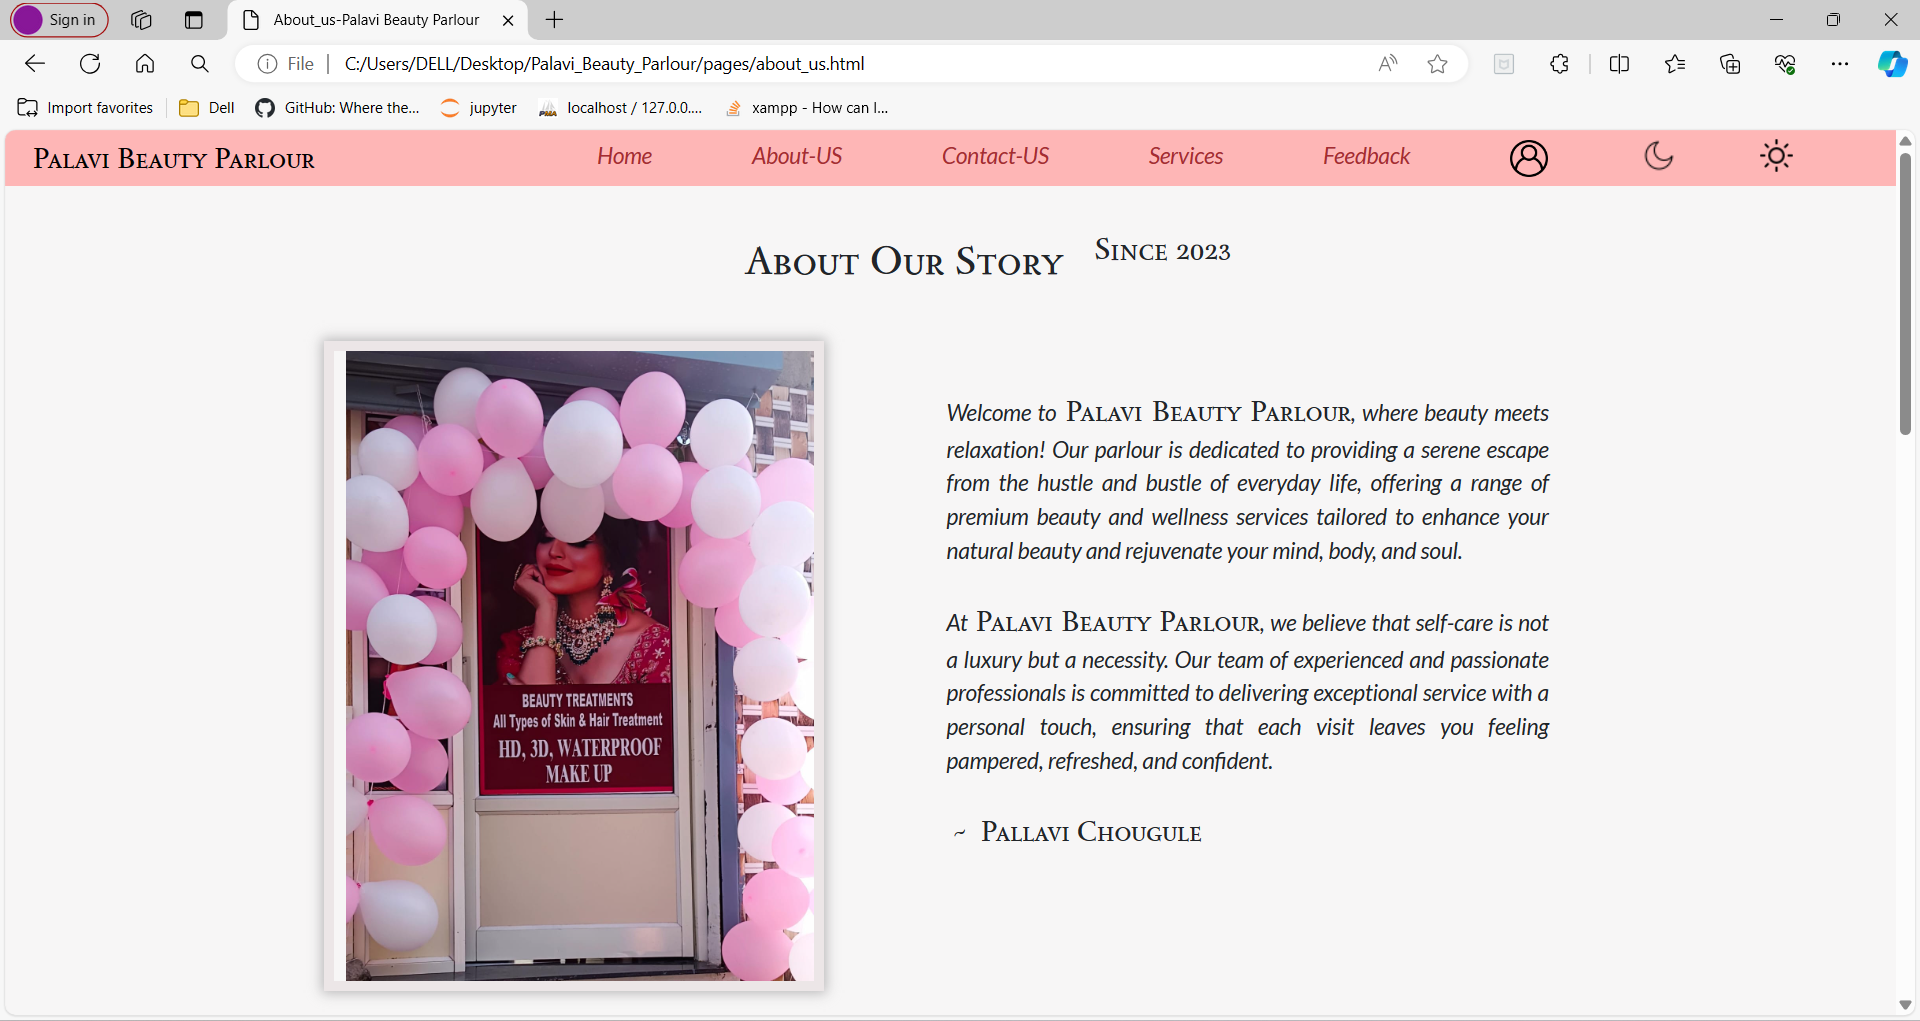 Sign in
About_us-Palavi Beauty Parlour
File
C:/Users/DELL/Desktop/Palavi_Beauty_Parlour/pages/about_us.html
Import favorites
Dell
GitHub: Where the...
jupyter
localhost / 127.0.0....
xampp - How can I...
Palavi Beauty Parlour
Home
About-US
Contact-US
Services
Feedback
About Our Story
Since 2023
BEAUTY TREATMENTS
All Types of Skin & Hair Treatment
HD, 3D, WATERPROOF
MAKE UP
Welcome to Palavi Beauty Parlour, where beauty meets
relaxation! Our parlour is dedicated to providing a serene escape
from the hustle and bustle of everyday life, offering a range of
premium beauty and wellness services tailored to enhance your
natural beauty and rejuvenate your mind, body, and soul.
At Palavi Beauty Parlour, we believe that self-care is not
a luxury but a necessity. Our team of experienced and passionate
professionals is committed to delivering exceptional service with a
personal touch, ensuring that each visit leaves you feeling
pampered, refreshed, and confident.
~ Pallavi Chougule